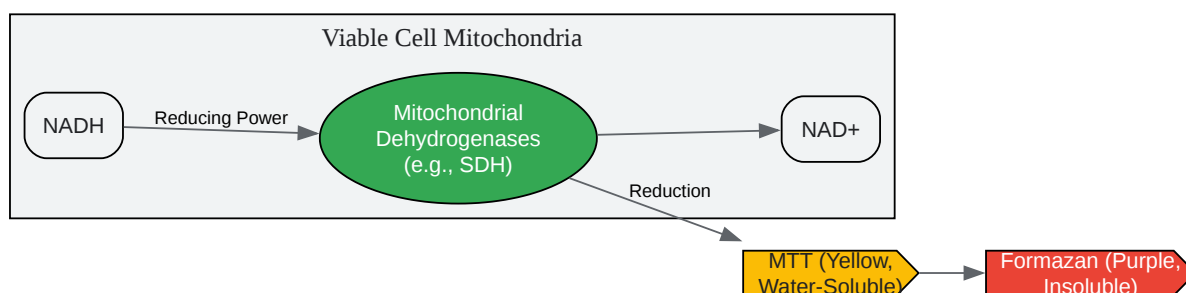 Viable Cell Mitochondria
NADH
Reducing Power
Mitochondrial
Dehydrogenases
(e.g., SDH)
NAD+
Reduction
MTT (Yellow,
Water-Soluble)
Formazan (Purple,
Insoluble)